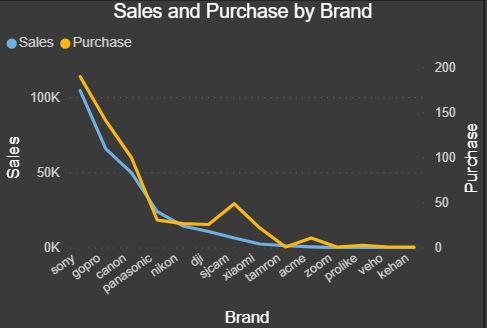 Sales and Purchase by Brand
Sales Purchase
200
100K
150
100
50K
50
0K
0
Sales
Purchase
sony
gopro
canon
panasonic
nikon
dji
sjcam
xiaomi
tamron
acme
zoom
prolike
veho
kehan
Brand